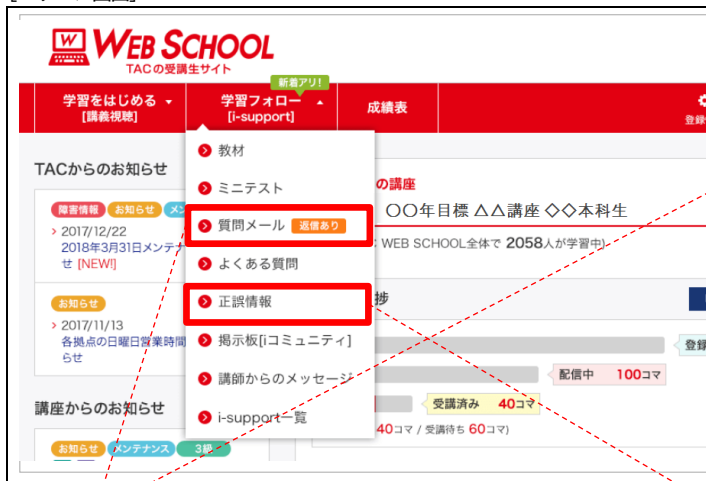 WEB SCHOOL
TACの受講生サイト
新着アリ!
学習をはじめる
[講義視聴]
学習フォロー
[i-support]
成績表
教材
ミニテスト
質問メール 返信あり
よくある質問
正誤情報
掲示板[iコミュニティ]
講師からのメッセージ
i-support一覧
TACからのお知らせ
障害情報 お知らせ
2017/12/22
2018年3月31日メンテナ
せ [NEW!]
お知らせ
2017/11/13
各拠点の日曜日営業時間
らせ
講座からのお知らせ
お知らせ メンテナンス 3級
の講座
〇〇年目標 △△講座 ◇◇本科生
WEB SCHOOL全体で 2058人が学習中)
捗
登録
配信中 100コマ
受講済み 40コマ
40コマ / 受講待ち 60コマ)